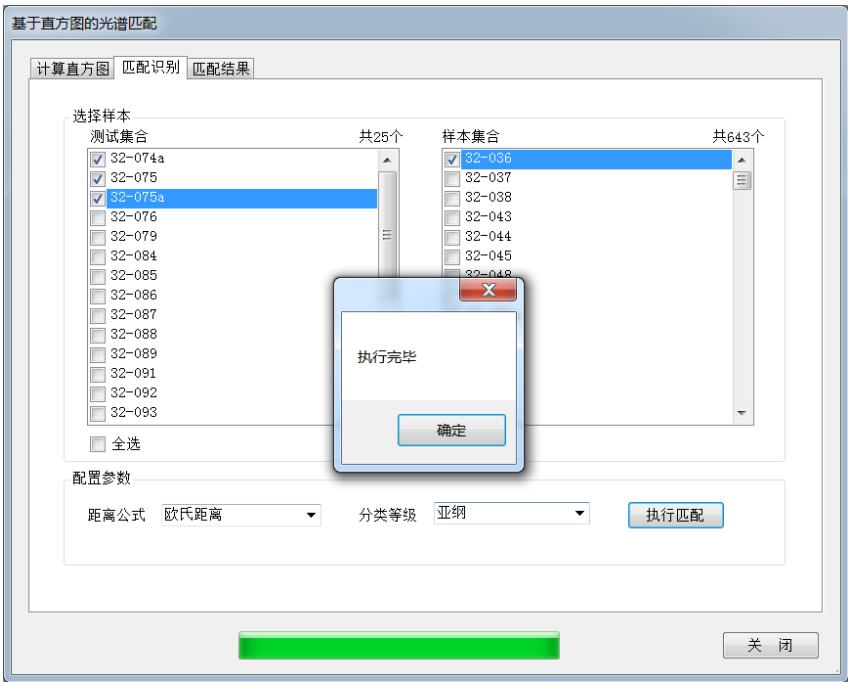 基于直方图的光谱匹配
计算直方图 匹配识别 匹配结果
选择样本
测试集合 共25个 样本集合 共643个
32-074a 32-036
32-075 32-037
32-075a 32-038
32-076 32-043
32-079 32-044
32-084 32-045
32-085 32-048
32-086
32-087
32-088
32-089
32-091
32-092
32-093
执行完毕
确定
全选
配置参数
距离公式 欧氏距离 分类等级 亚纲 执行匹配
关 闭